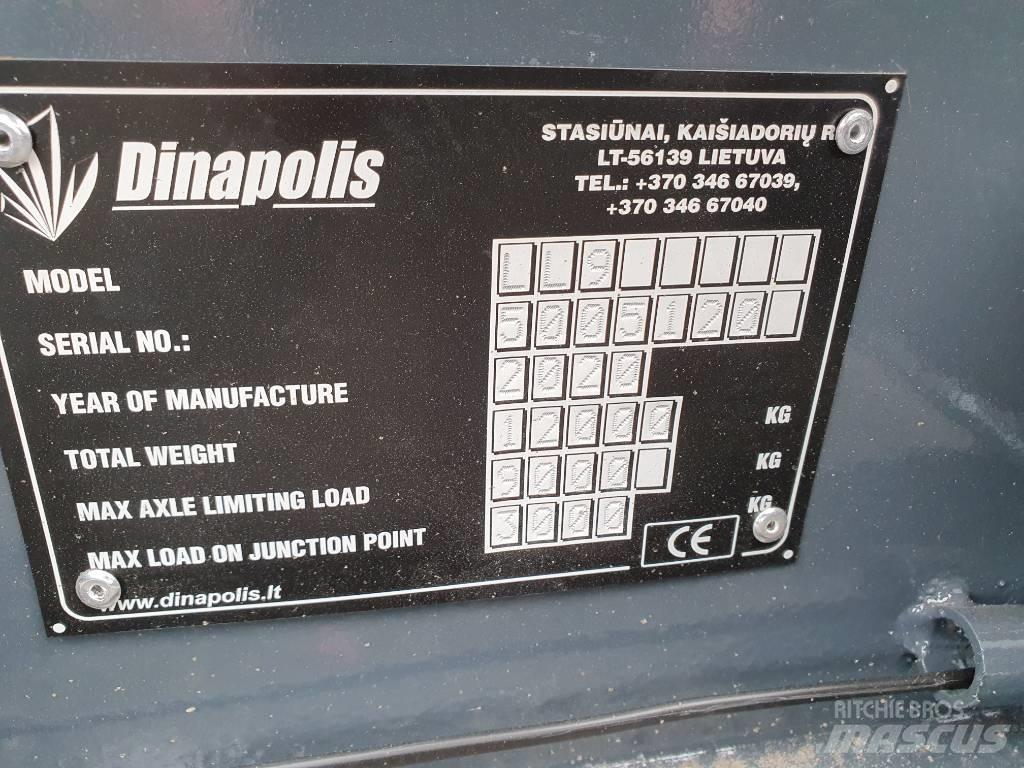 Dinapolis
STASIŪNAI, KAIŠIADORIŲ R
LT-56139 LIETUVA
TEL.: +370 346 67039,
+370 346 67040
MODEL LL9
SERIAL NO.: 5005120
YEAR OF MANUFACTURE 2020
TOTAL WEIGHT 12000 KG
MAX AXLE LIMITING LOAD 9000 KG
MAX LOAD ON JUNCTION POINT 3000 KG
CE
www.dinapolis.lt
RITCHIE BROS
MASCUS